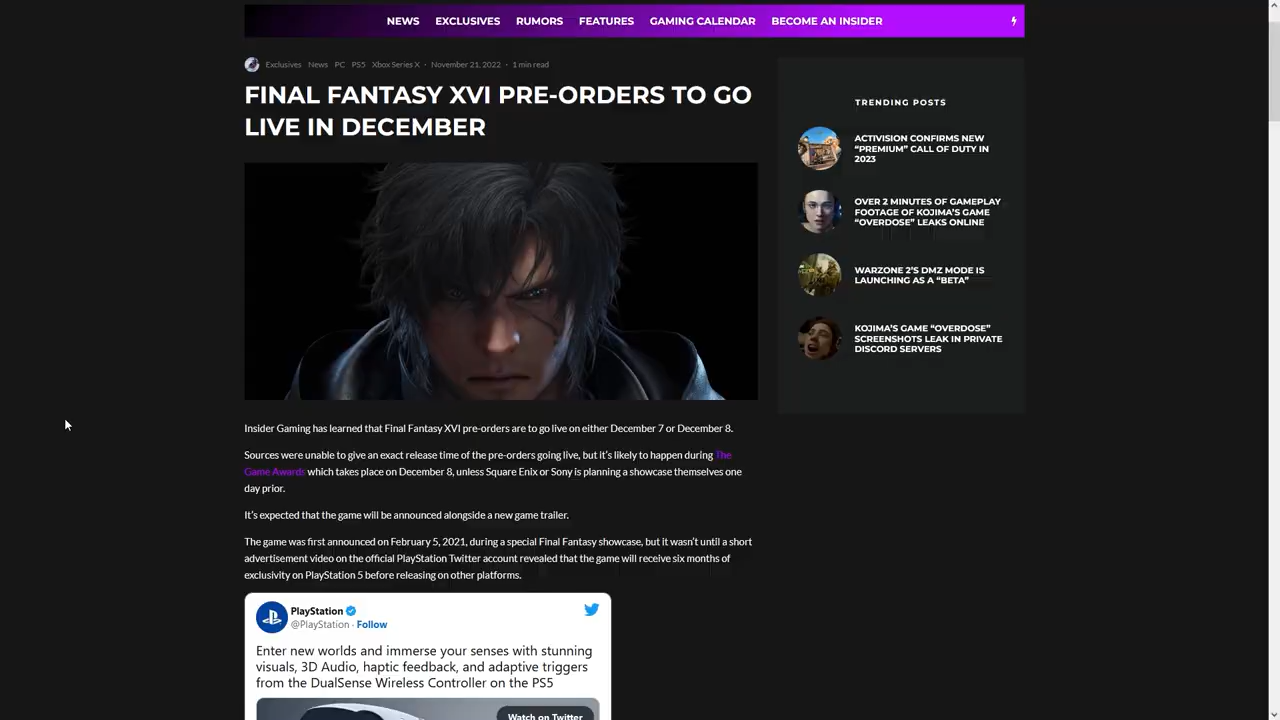 NEWS EXCLUSIVES RUMORS FEATURES GAMING CALENDAR BECOME AN INSIDER
Exclusives News PC PS5 Xbox Series X · November 21, 2022 · 1 min read
FINAL FANTASY XVI PRE-ORDERS TO GO
LIVE IN DECEMBER
Insider Gaming has learned that Final Fantasy XVI pre-orders are to go live on either December 7 or December 8.
Sources were unable to give an exact release time of the pre-orders going live, but it's likely to happen during The
Game Awards which takes place on December 8, unless Square Enix or Sony is planning a showcase themselves one
day prior.
It's expected that the game will be announced alongside a new game trailer.
The game was first announced on February 5, 2021, during a special Final Fantasy showcase, but it wasn't until a short
advertisement video on the official PlayStation Twitter account revealed that the game will receive six months of
exclusivity on PlayStation 5 before releasing on other platforms.
PlayStation
@PlayStation · Follow
Enter new worlds and immerse your senses with stunning
visuals, 3D Audio, haptic feedback, and adaptive triggers
from the DualSense Wireless Controller on the PS5
Watch on Twitter
TRENDING POSTS
ACTIVISION CONFIRMS NEW
"PREMIUM" CALL OF DUTY IN
2023
OVER 2 MINUTES OF GAMEPLAY
FOOTAGE OF KOJIMA'S GAME
"OVERDOSE" LEAKS ONLINE
WARZONE 2'S DMZ MODE IS
LAUNCHING AS A "BETA"
KOJIMA'S GAME "OVERDOSE"
SCREENSHOTS LEAK IN PRIVATE
DISCORD SERVERS